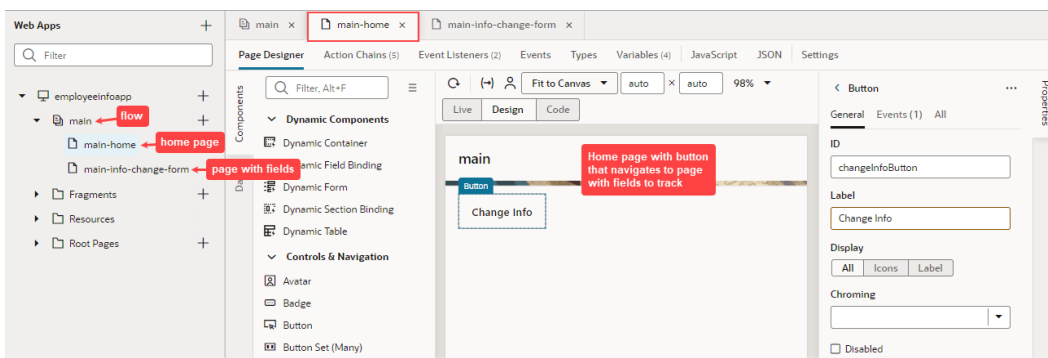 Web Apps
Filter
employeeinfoapp
main
flow
main-home
home page
main-info-change-form
page with fields
Fragments
Resources
Root Pages
main ×
main-home ×
main-info-change-form ×
Page Designer
Action Chains (5)
Event Listeners (2)
Events
Types
Variables (4)
JavaScript
JSON
Settings
Components
Da
Filter, Alt+F
Dynamic Components
Dynamic Container
amic Field Binding
Dynamic Form
Dynamic Section Binding
Dynamic Table
Controls & Navigation
Avatar
Badge
Button
Button Set (Many)
Fit to Canvas
auto × auto
98%
Live
Design
Code
main
Home page with button
that navigates to page
with fields to track
Button
Change Info
Button
General
Events (1)
All
ID
changeInfoButton
Label
Change Info
Display
All
Icons
Label
Chroming
Disabled
Properties